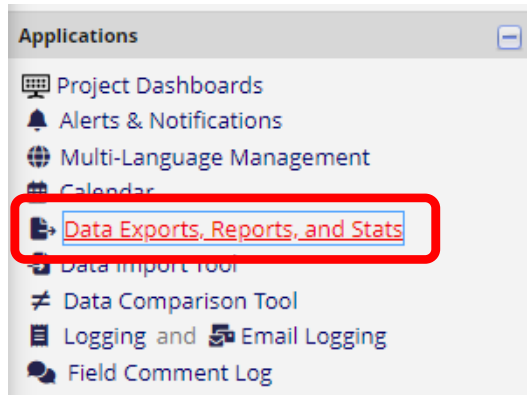 Applications
Project Dashboards
Alerts & Notifications
Multi-Language Management
Calendar
Data Exports, Reports, and Stats
Data Import Tool
Data Comparison Tool
Logging and Email Logging
Field Comment Log